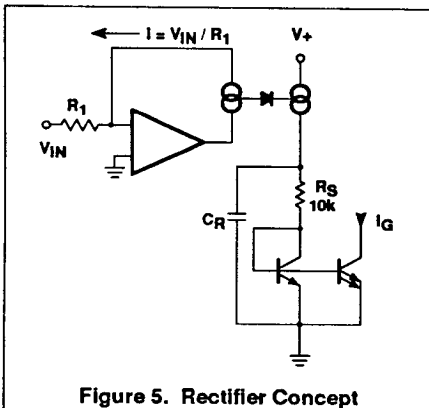 I = VIN / R1
V+
R1
VIN
RS
10k
CR
IG
Figure 5. Rectifier Concept